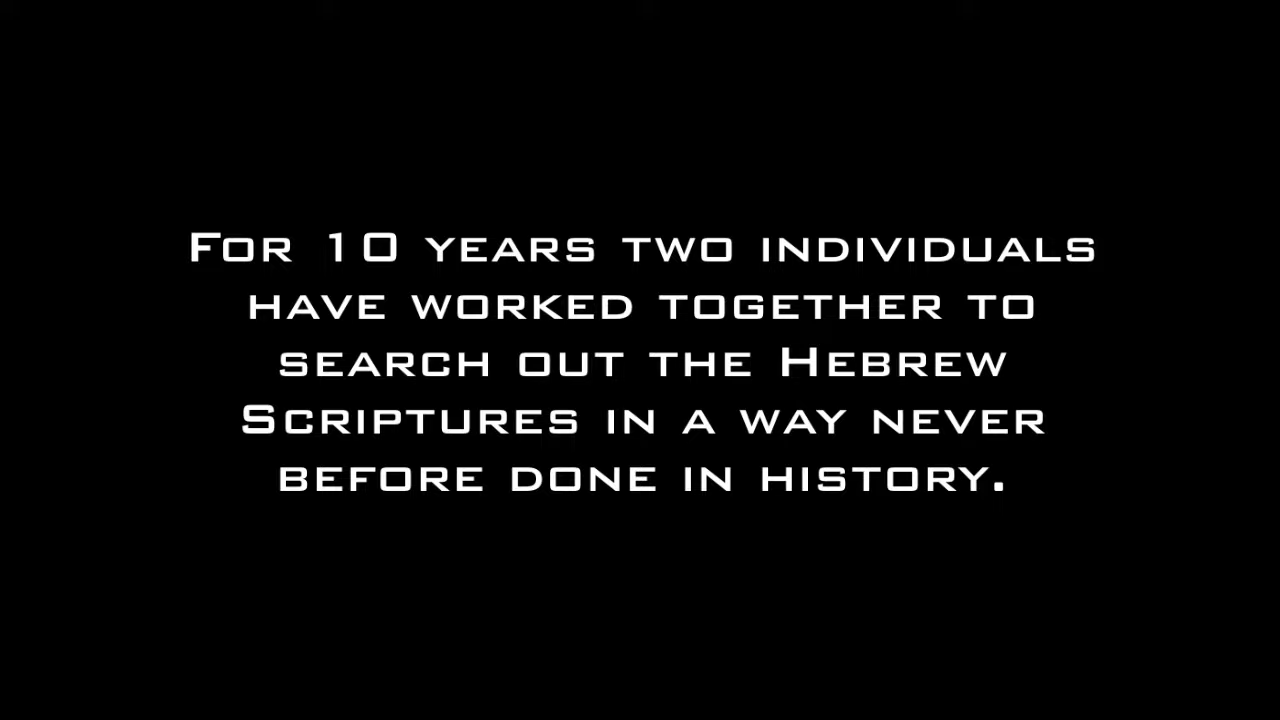 For 10 years two individuals
have worked together to
search out the Hebrew
Scriptures in a way never
before done in history.